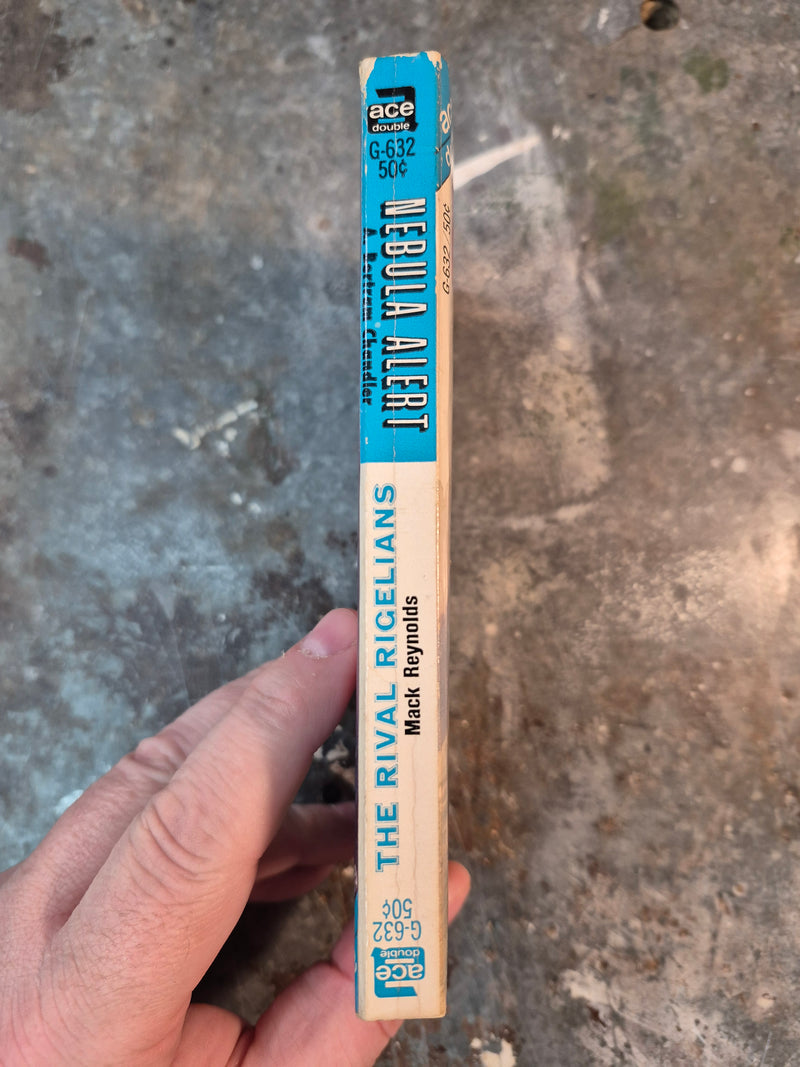 ace
double
G-632
50¢
NEBULA ALERT
A. Bertram Chandler
THE RIVAL RIGELIANS
Mack Reynolds
G-632
50¢
ace
double
G-632 50¢